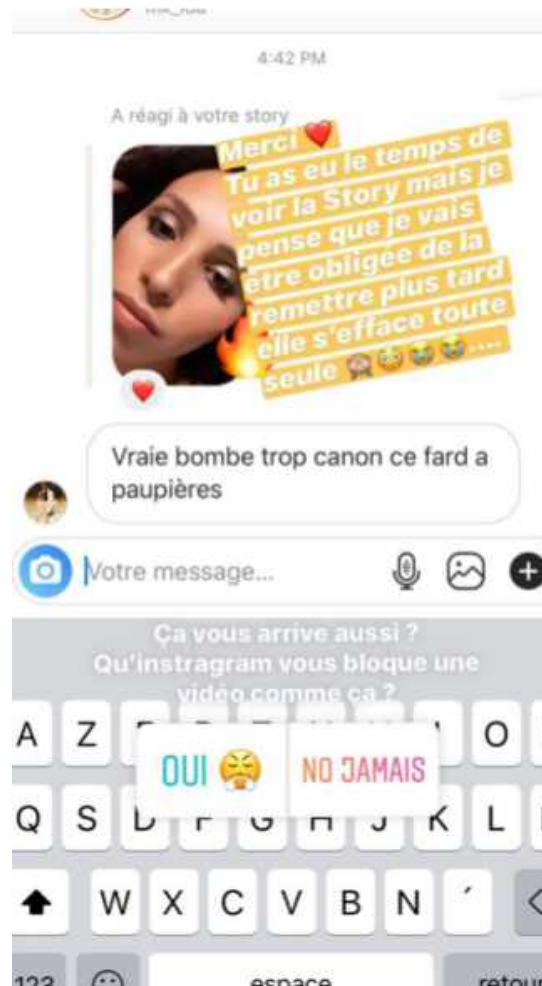 4:42 PM
A réagi à votre story
Merci ❤️
Tu as eu le temps de
voir la Story mais je
pense que je vais
être obligée de la
remettre plus tard
elle s'efface toute
seule 🙊😳😭😭....
Vraie bombe trop canon ce fard a
paupières
Votre message...
Ça vous arrive aussi ?
Qu'instragram vous bloque une
vidéo comme ça ?
A Z O
OUI 😤 NO JAMAIS
Q S D F G H J K L
W X C V B N ´
123 espace retour